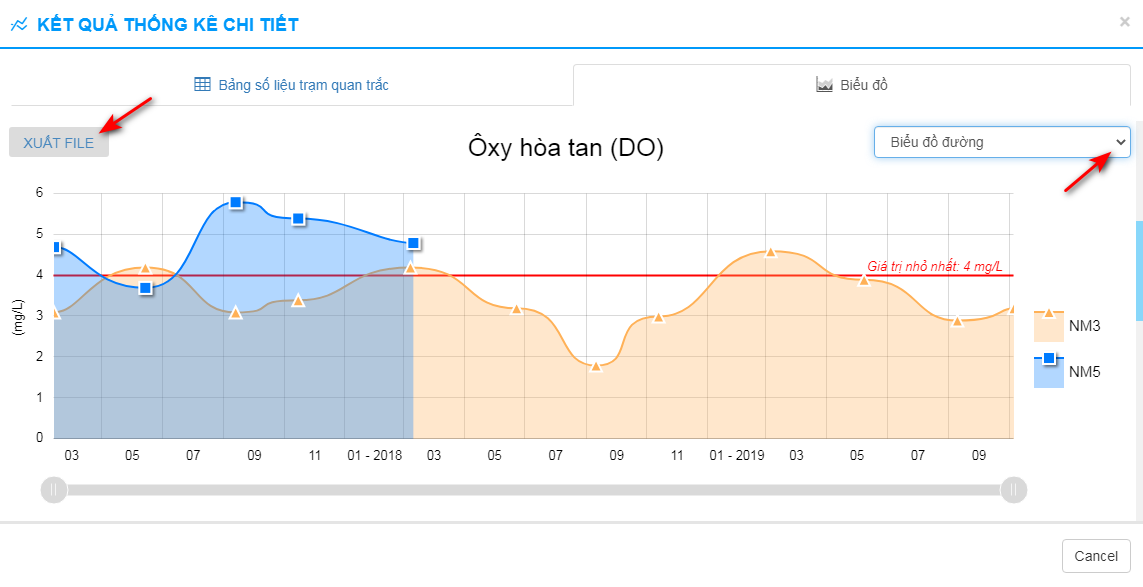 KẾT QUẢ THỐNG KÊ CHI TIẾT
×
Bảng số liệu trạm quan trắc
Biểu đồ
XUẤT FILE
Ôxy hòa tan (DO)
Biểu đồ đường
6
5
4
3
2
1
0
(mg/L)
Giá trị nhỏ nhất: 4 mg/L
NM3
NM5
03 05 07 09 11 01 - 2018 03 05 07 09 11 01 - 2019 03 05 07 09
Cancel